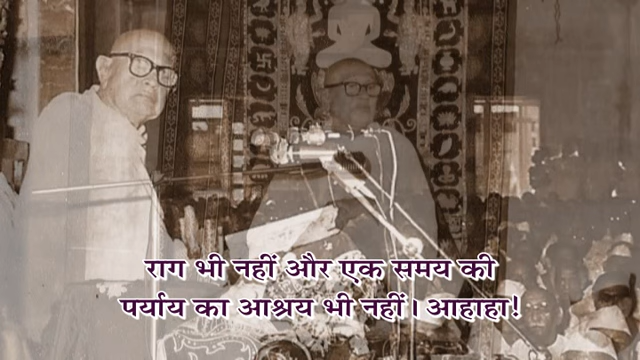 राग भी नहीं और एक समय की
पर्याय का आश्रय भी नहीं। आहाहा!